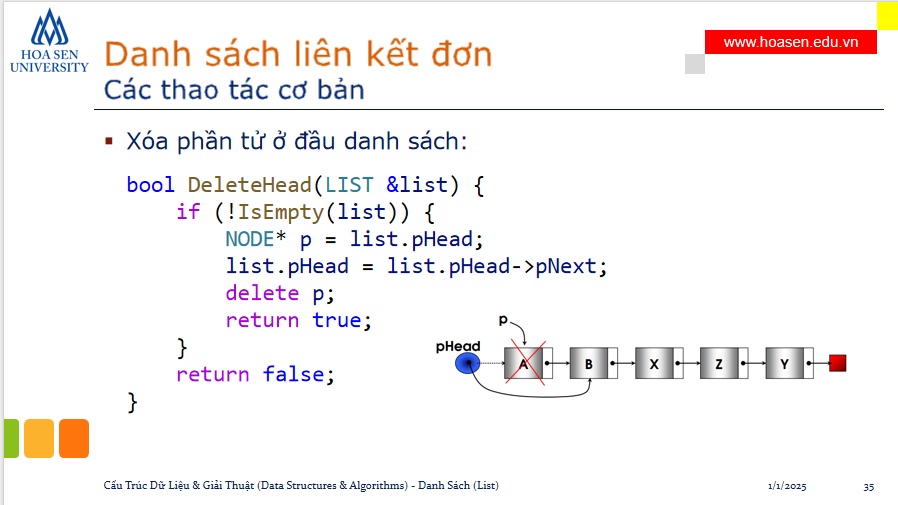 HOA SEN
UNIVERSITY
Danh sách liên kết đơn
www.hoasen.edu.vn
Các thao tác cơ bản
Xóa phần tử ở đầu danh sách:
bool DeleteHead(LIST &list) {
    if (!IsEmpty(list)) {
        NODE* p = list.pHead;
        list.pHead = list.pHead->pNext;
        delete p;
        return true;
    }
    return false;
}
p
pHead
A B X Z Y
Cấu Trúc Dữ Liệu & Giải Thuật (Data Structures & Algorithms) - Danh Sách (List)
1/1/2025
35